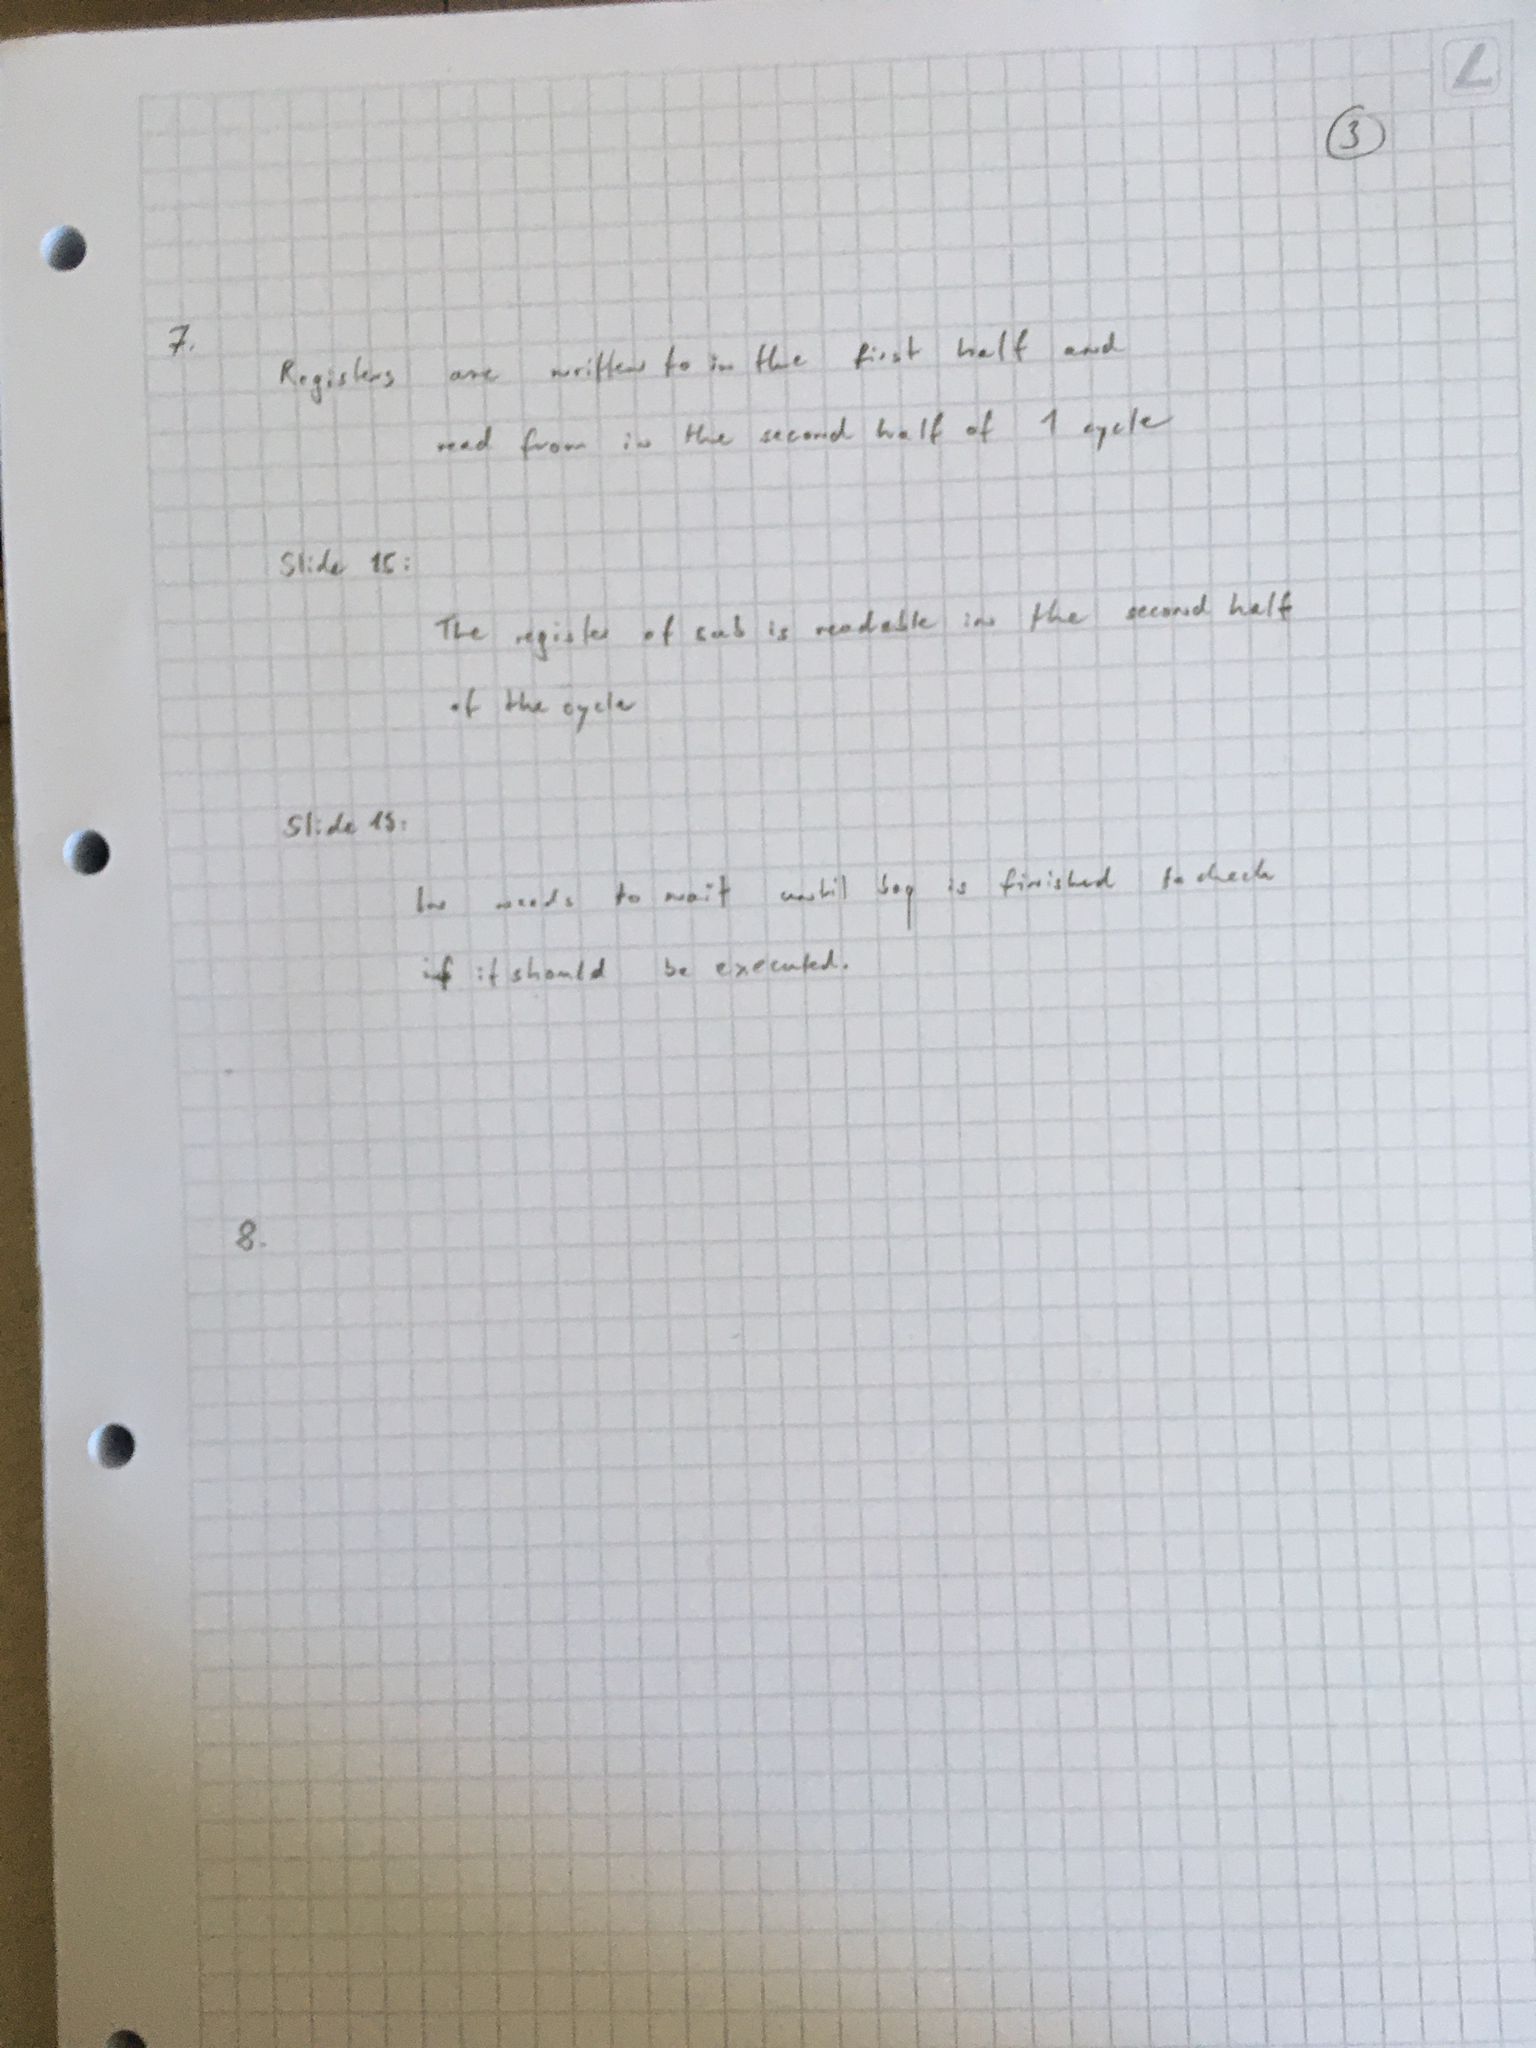 3
7.
Registers are written to in the first half and
read from in the second half of 1 cycle
Slide 15:
The register of sub is readable in the second half
of the cycle
Slide 19:
lw needs to wait until beq is finished to check
if it should be executed.
8.